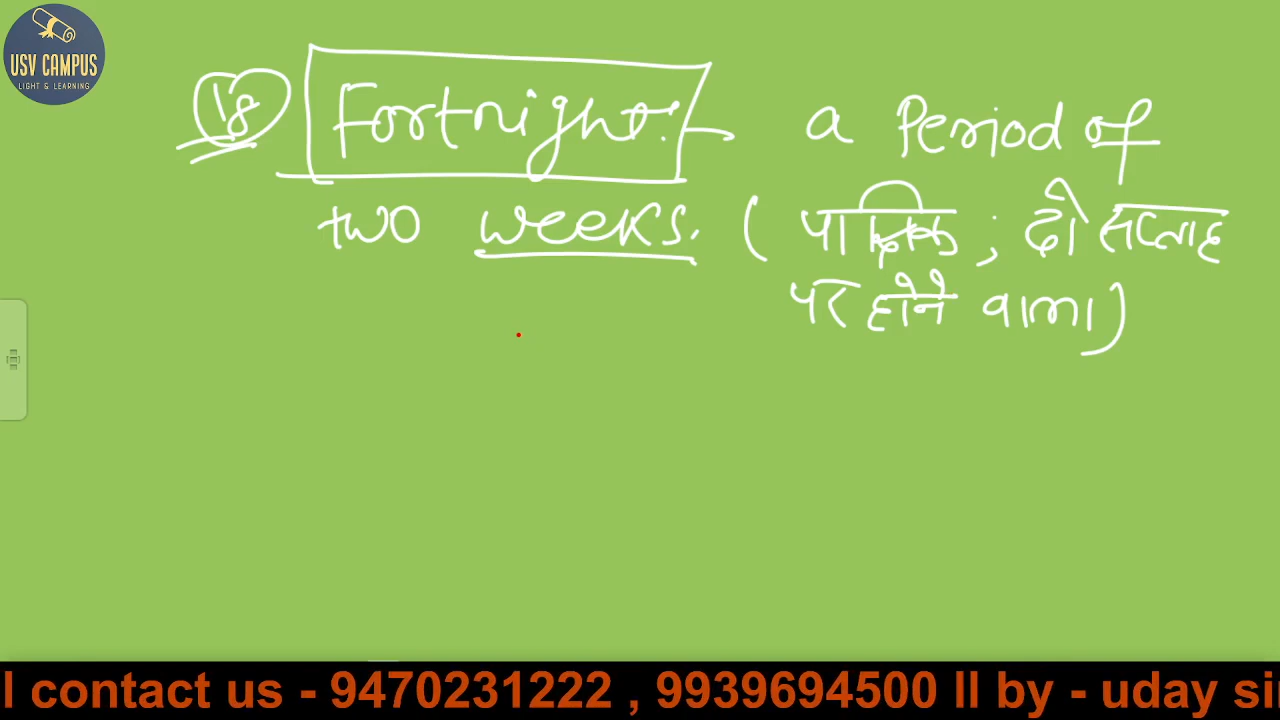 USV CAMPUS
LIGHT & LEARNING
18 Fortnight:- a Period of
two weeks. (पाक्षिक ; दो सप्ताह
पर होने वाला)
l contact us - 9470231222 , 9939694500 ll by - uday si